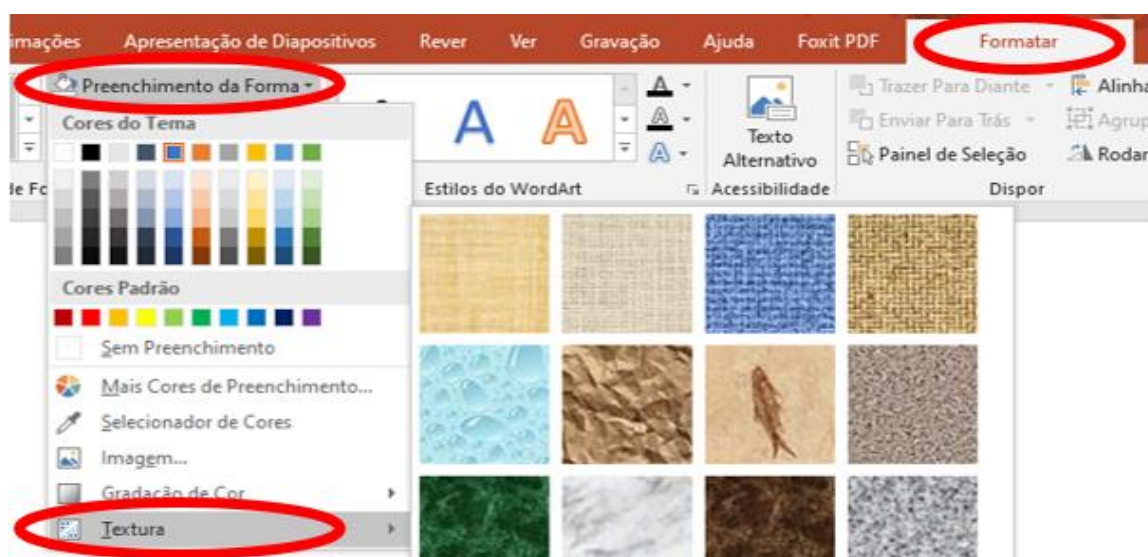 imações Apresentação de Diapositivos Rever Ver Gravação Ajuda Foxit PDF Formatar
Preenchimento da Forma
Cores do Tema
Cores Padrão
Sem Preenchimento
Mais Cores de Preenchimento...
Selecionador de Cores
Imagem...
Gradação de Cor
Textura
A A A
A
A
Estilos do WordArt
Texto
Alternativo
Acessibilidade
Trazer Para Diante
Enviar Para Trás
Painel de Seleção
Alinha
Agrup
Rodar
Dispor
de Fo